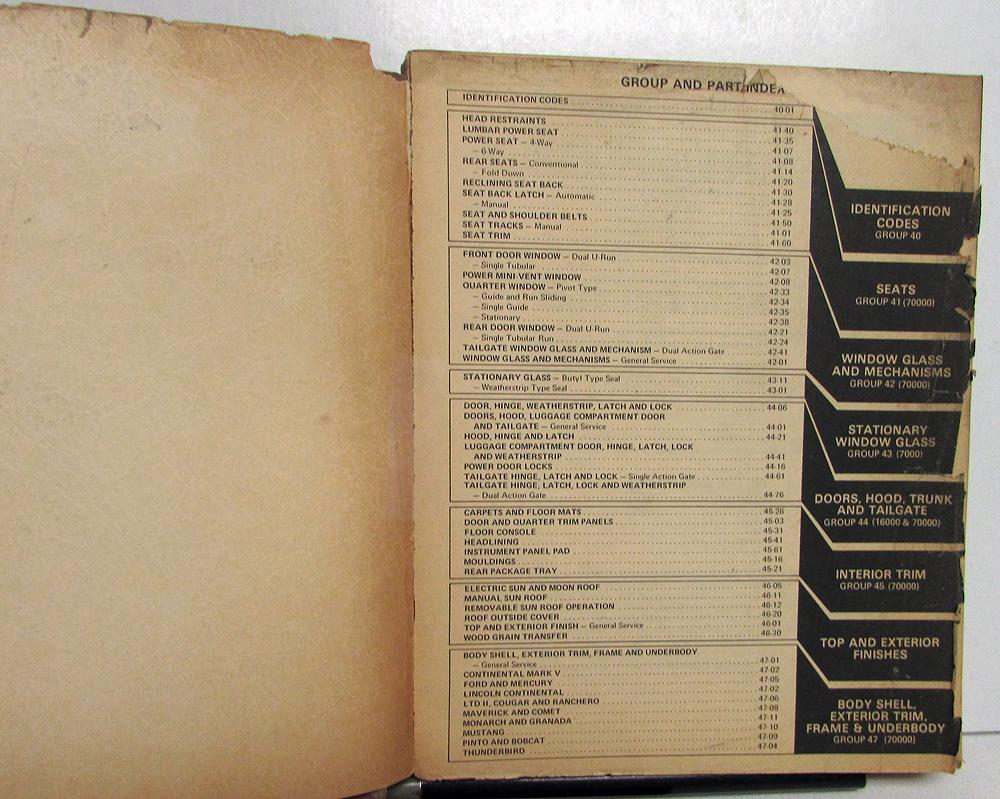 GROUP AND PART INDEX
IDENTIFICATION CODES 40-01
HEAD RESTRAINTS 41-40
LUMBAR POWER SEAT 41-35
POWER SEAT – 4-Way 41-07
– 6-Way 41-08
REAR SEATS – Conventional 41-14
– Fold Down 41-20
RECLINING SEAT BACK 41-30
SEAT BACK LATCH – Automatic 41-28
– Manual 41-25
SEAT AND SHOULDER BELTS 41-50
SEAT TRACKS – Manual 41-01
SEAT TRIM 41-60
FRONT DOOR WINDOW – Dual U-Run 42-03
– Single Tubular 42-07
POWER MINI-VENT WINDOW 42-08
QUARTER WINDOW – Pivot Type 42-33
– Guide and Run Sliding 42-34
– Single Guide 42-35
– Stationary 42-38
REAR DOOR WINDOW – Dual U-Run 42-21
– Single Tubular Run 42-24
TAILGATE WINDOW GLASS AND MECHANISM – Dual Action Gate 42-41
WINDOW GLASS AND MECHANISMS – General Service 42-01
STATIONARY GLASS – Butyl Type Seal 43-11
– Weatherstrip Type Seal 43-01
DOOR, HINGE, WEATHERSTRIP, LATCH AND LOCK 44-06
DOORS, HOOD, LUGGAGE COMPARTMENT DOOR
AND TAILGATE – General Service 44-01
HOOD, HINGE AND LATCH 44-21
LUGGAGE COMPARTMENT DOOR, HINGE, LATCH, LOCK
AND WEATHERSTRIP 44-41
POWER DOOR LOCKS 44-16
TAILGATE HINGE, LATCH AND LOCK – Single Action Gate 44-61
TAILGATE HINGE, LATCH, LOCK AND WEATHERSTRIP
– Dual Action Gate 44-76
CARPETS AND FLOOR MATS 45-26
DOOR AND QUARTER TRIM PANELS 45-03
FLOOR CONSOLE 45-31
HEADLINING 45-41
INSTRUMENT PANEL PAD 45-61
MOULDINGS 45-16
REAR PACKAGE TRAY 45-21
ELECTRIC SUN AND MOON ROOF 46-05
MANUAL SUN ROOF 46-11
REMOVABLE SUN ROOF OPERATION 46-12
ROOF OUTSIDE COVER 46-20
TOP AND EXTERIOR FINISH – General Service 46-01
WOOD GRAIN TRANSFER 46-30
BODY SHELL, EXTERIOR TRIM, FRAME AND UNDERBODY
– General Service 47-01
CONTINENTAL MARK V 47-02
FORD AND MERCURY 47-05
LINCOLN CONTINENTAL 47-02
LTD II, COUGAR AND RANCHERO 47-06
MAVERICK AND COMET 47-08
MONARCH AND GRANADA 47-11
MUSTANG 47-10
PINTO AND BOBCAT 47-09
THUNDERBIRD 47-04
IDENTIFICATION
CODES
GROUP 40
SEATS
GROUP 41 (70000)
WINDOW GLASS
AND MECHANISMS
GROUP 42 (70000)
STATIONARY
WINDOW GLASS
GROUP 43 (7000)
DOORS, HOOD, TRUNK
AND TAILGATE
GROUP 44 (16000 & 70000)
INTERIOR TRIM
GROUP 45 (70000)
TOP AND EXTERIOR
FINISHES
BODY SHELL,
EXTERIOR TRIM,
FRAME & UNDERBODY
GROUP 47 (70000)